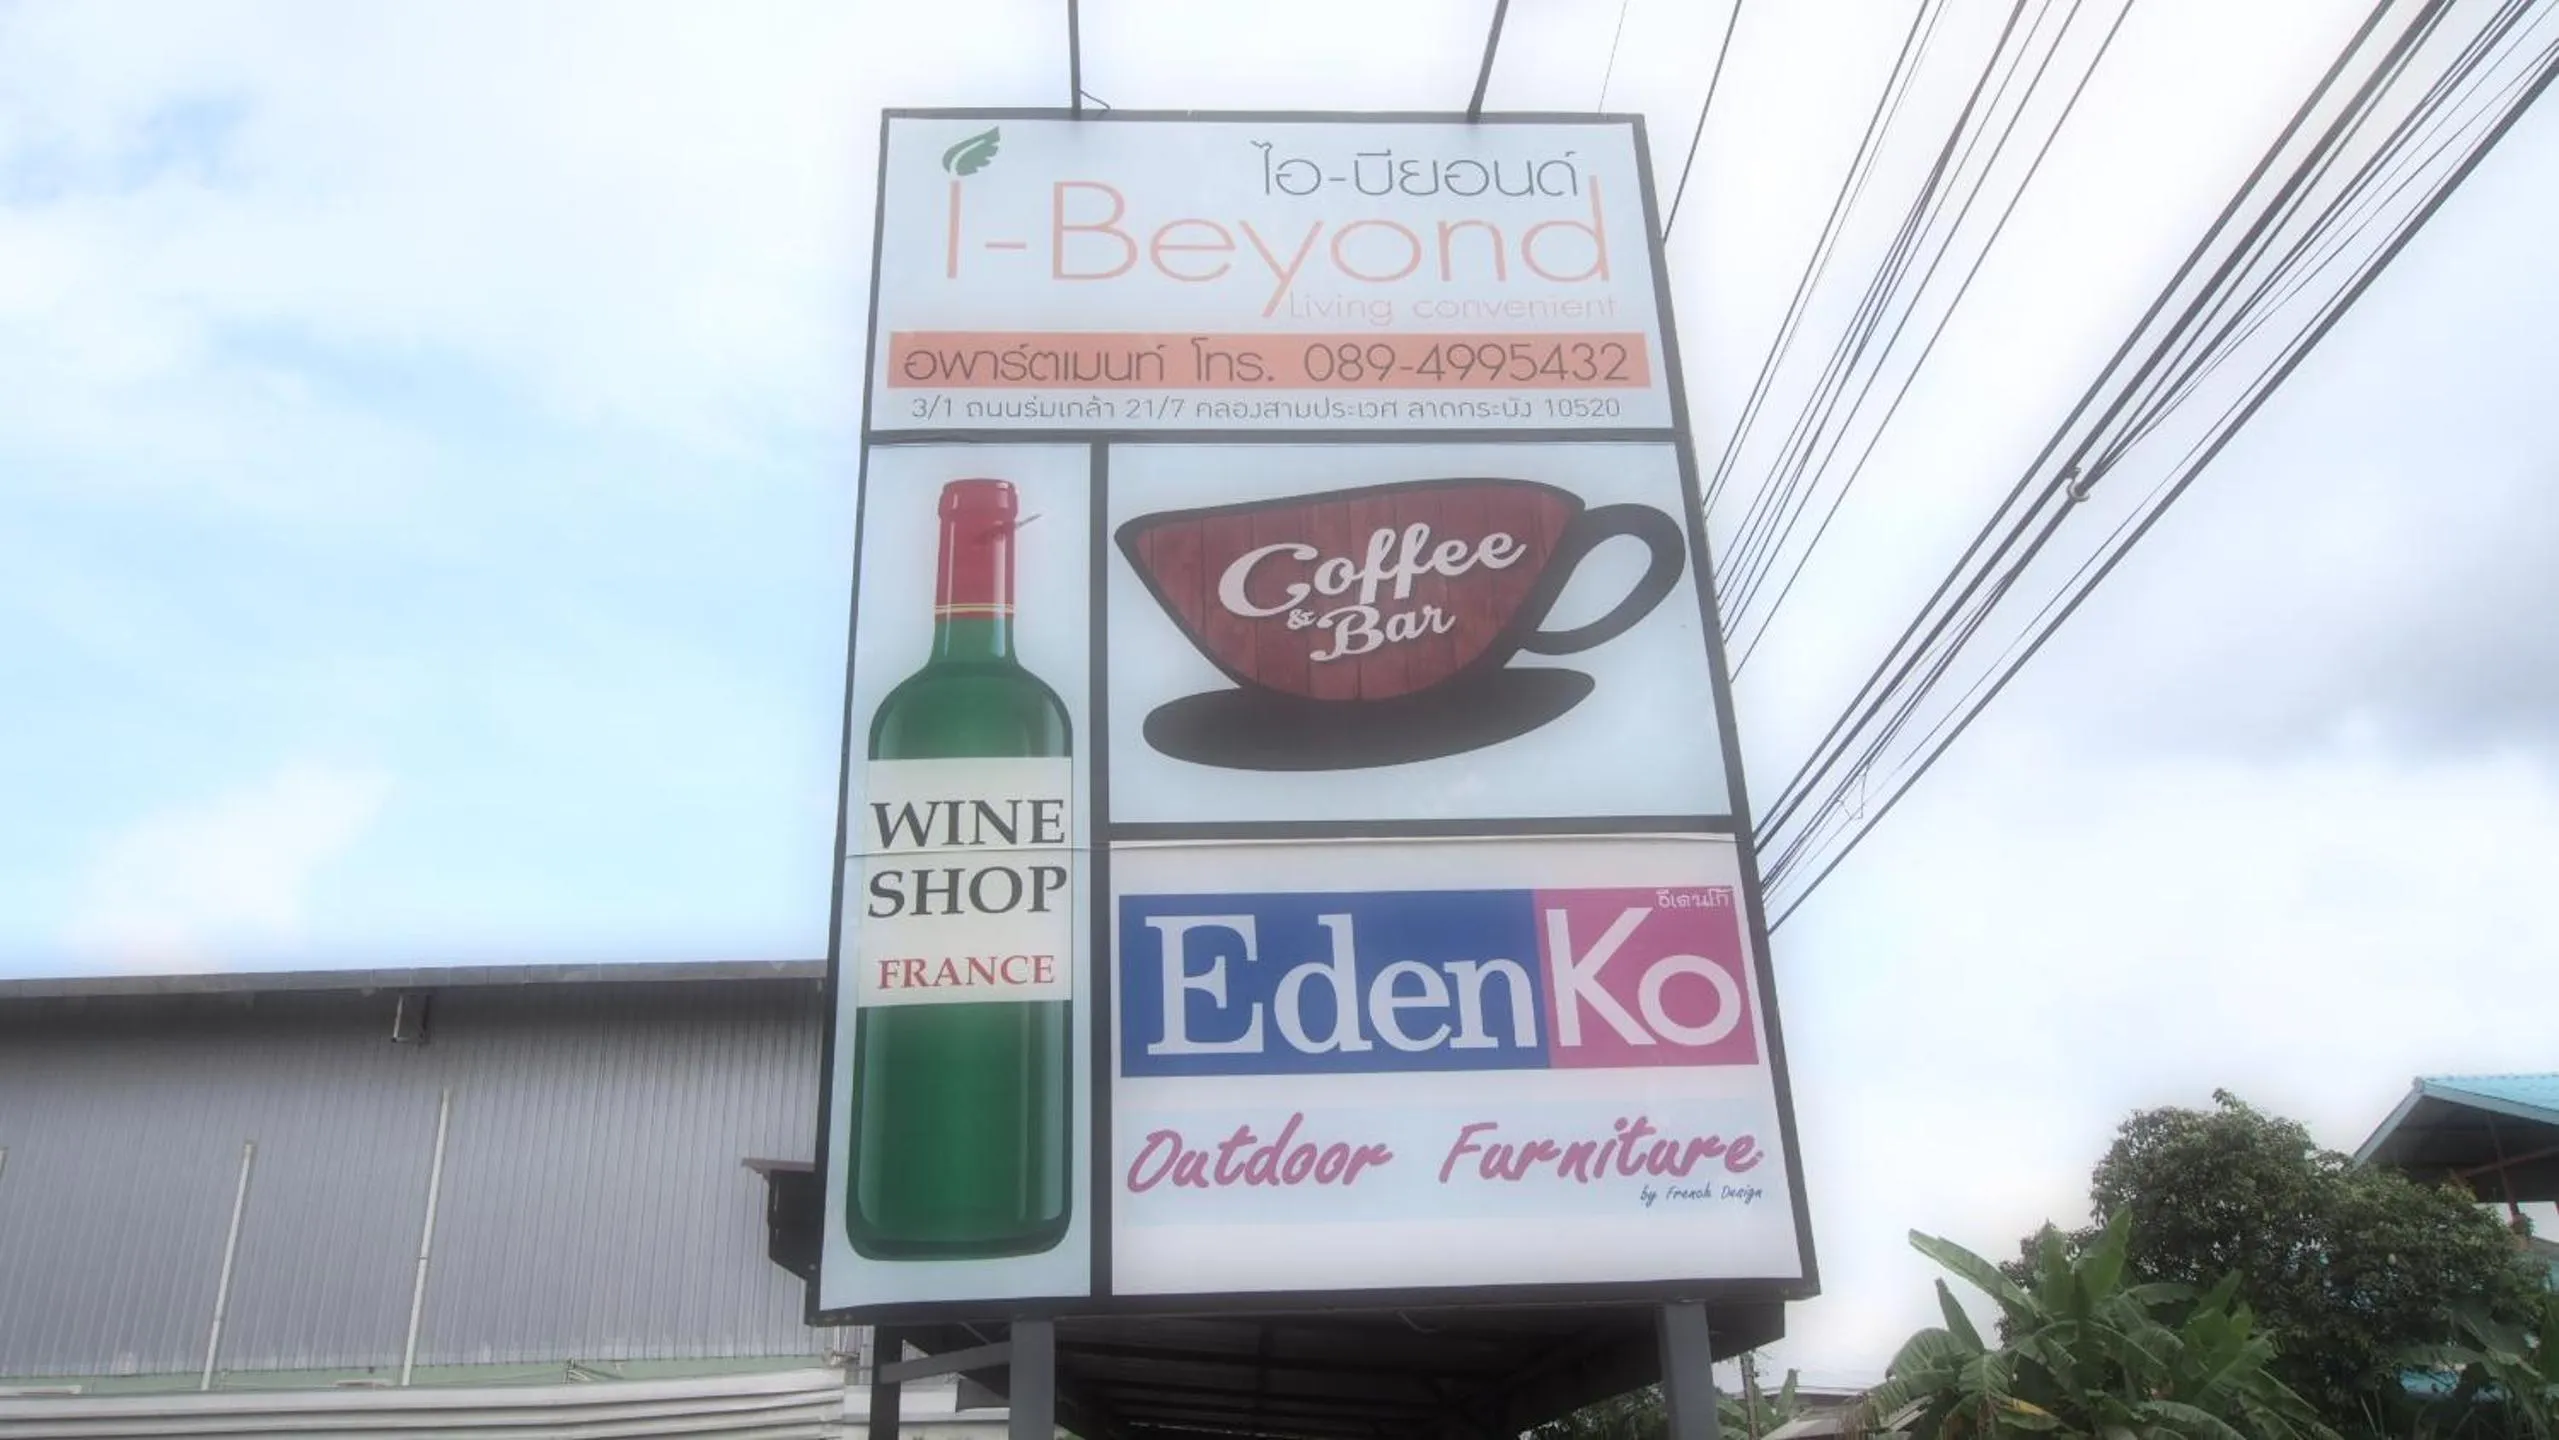 ไอ-บียอนด์
i-Beyond
Living convenient
อพาร์ตเมนท์ โทร. 089-4995432
3/1 ถนนร่มเกล้า 21/7 คลองสามประเวศ ลาดกระบัง 10520
Coffee
& Bar
WINE
SHOP
FRANCE
อีเดนโก้
EdenKo
Outdoor Furniture
by French Design